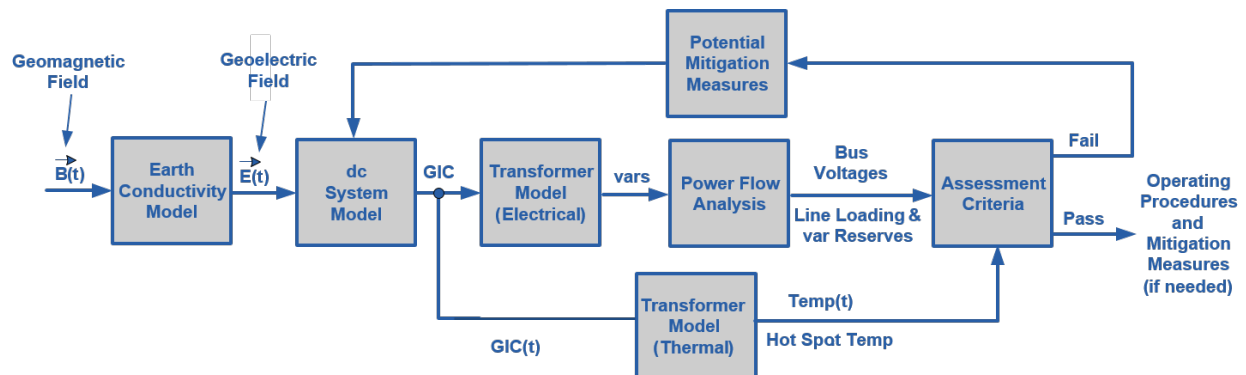 Geomagnetic
Field
Geoelectric
Field
Potential
Mitigation
Measures
B(t)
Earth
Conductivity
Model
E(t)
dc
System
Model
GIC
Transformer
Model
(Electrical)
vars
Power Flow
Analysis
Bus
Voltages
Line Loading &
var Reserves
Assessment
Criteria
Fail
Pass
Operating
Procedures
and
Mitigation
Measures
(if needed)
GIC(t)
Transformer
Model
(Thermal)
Temp(t)
Hot Spot Temp